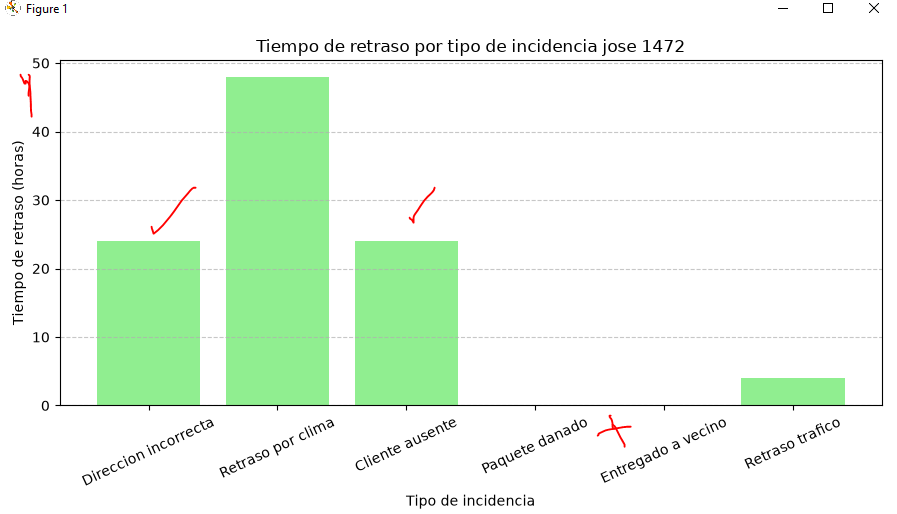 Figure 1
Tiempo de retraso por tipo de incidencia jose 1472
Tiempo de retraso (horas)
50
40
30
20
10
0
Direccion incorrecta
Retraso por clima
Cliente ausente
Paquete danado
Entregado a vecino
Retraso trafico
Tipo de incidencia